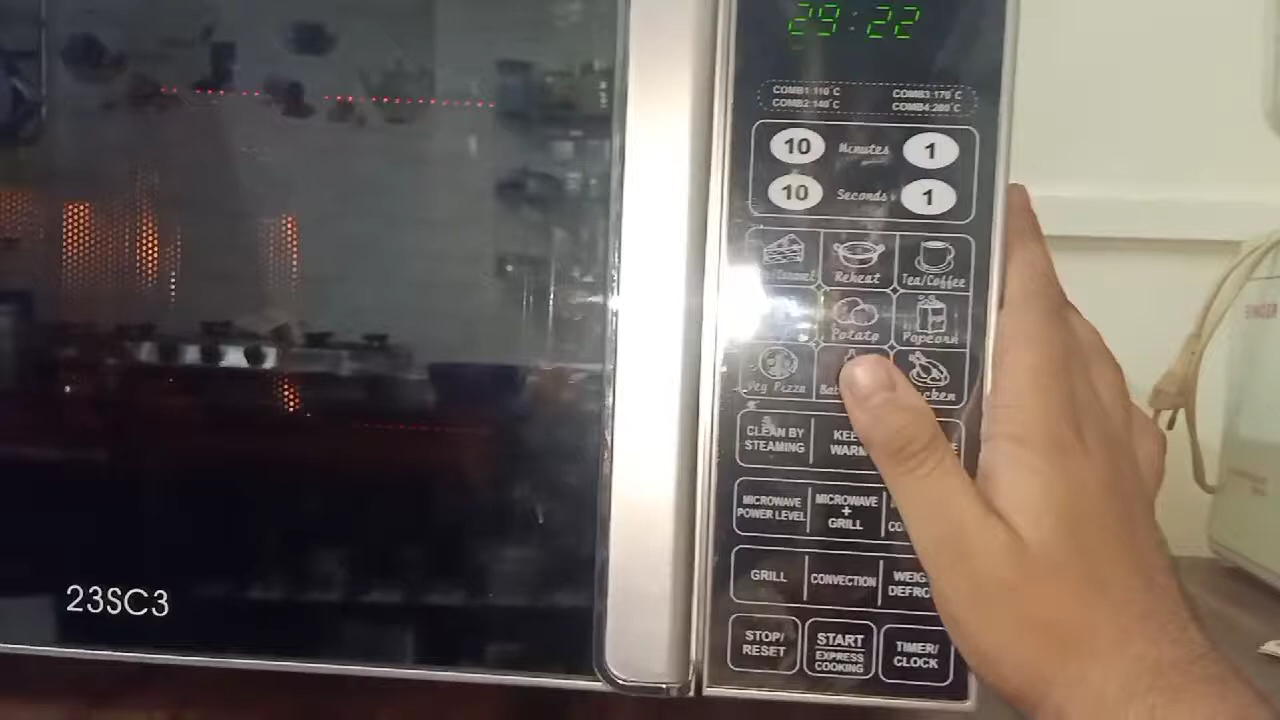 29:22
COMB1:110°C COMB3:170°C
COMB2:140°C COMB4:200°C
10 Minutes 1
10 Seconds 1
Reheat Tea/Coffee
Potato Popcorn
Veg Pizza
CLEAN BY
STEAMING
MICROWAVE
POWER LEVEL
MICROWAVE
+
GRILL
GRILL CONVECTION
STOP/
RESET
START
EXPRESS
COOKING
TIMER/
CLOCK
23SC3